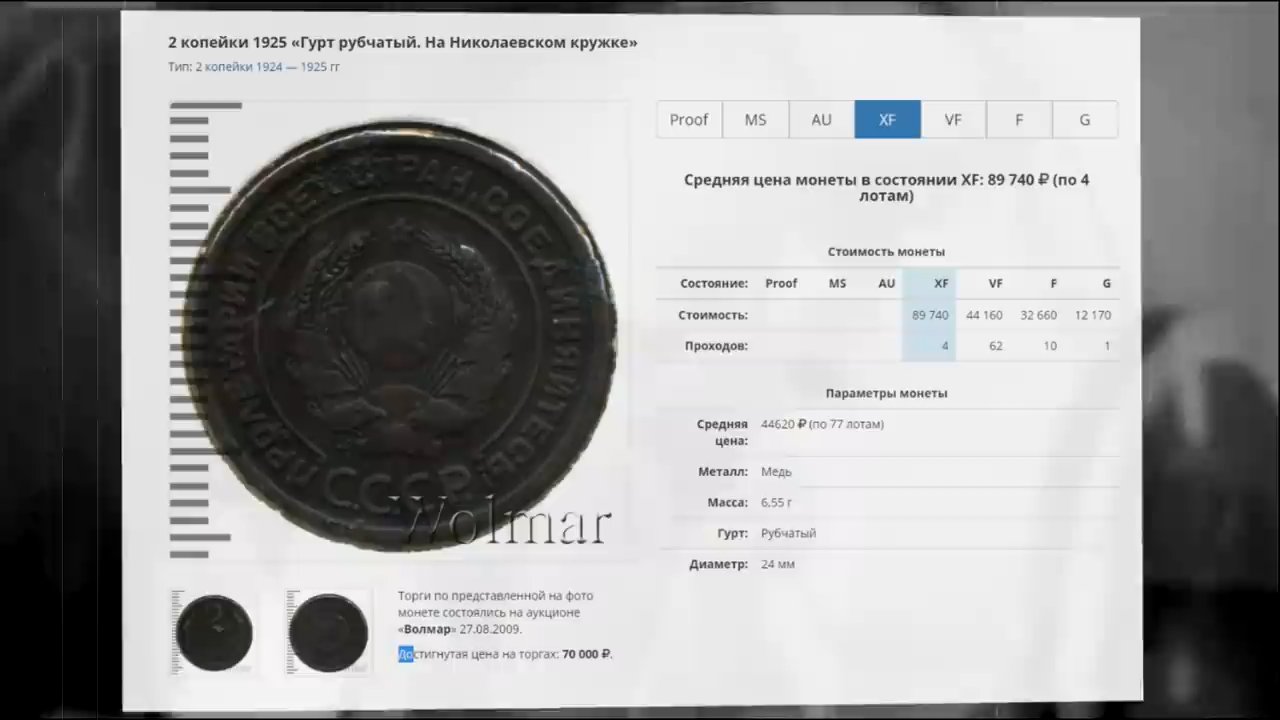 2 копейки 1925 «Гурт рубчатый. На Николаевском кружке»
Тип: 2 копейки 1924 — 1925 гг
Proof MS AU XF VF F G
Средняя цена монеты в состоянии XF: 89 740 ₽ (по 4
лотам)
Стоимость монеты
Состояние: Proof MS AU XF VF F G
Стоимость: 89 740 44 160 32 660 12 170
Проходов: 4 62 10 1
Параметры монеты
Средняя
цена: 44620 ₽ (по 77 лотам)
Металл: Медь
Масса: 6,55 г
Гурт: Рубчатый
Диаметр: 24 мм
ПРОЛЕТАРИИ ВСЕХ СТРАН, СОЕДИНЯЙТЕСЬ!
С.С.С.Р.
Wolmar
Торги по представленной на фото
монете состоялись на аукционе
«Волмар» 27.08.2009.
Достигнутая цена на торгах: 70 000 ₽.